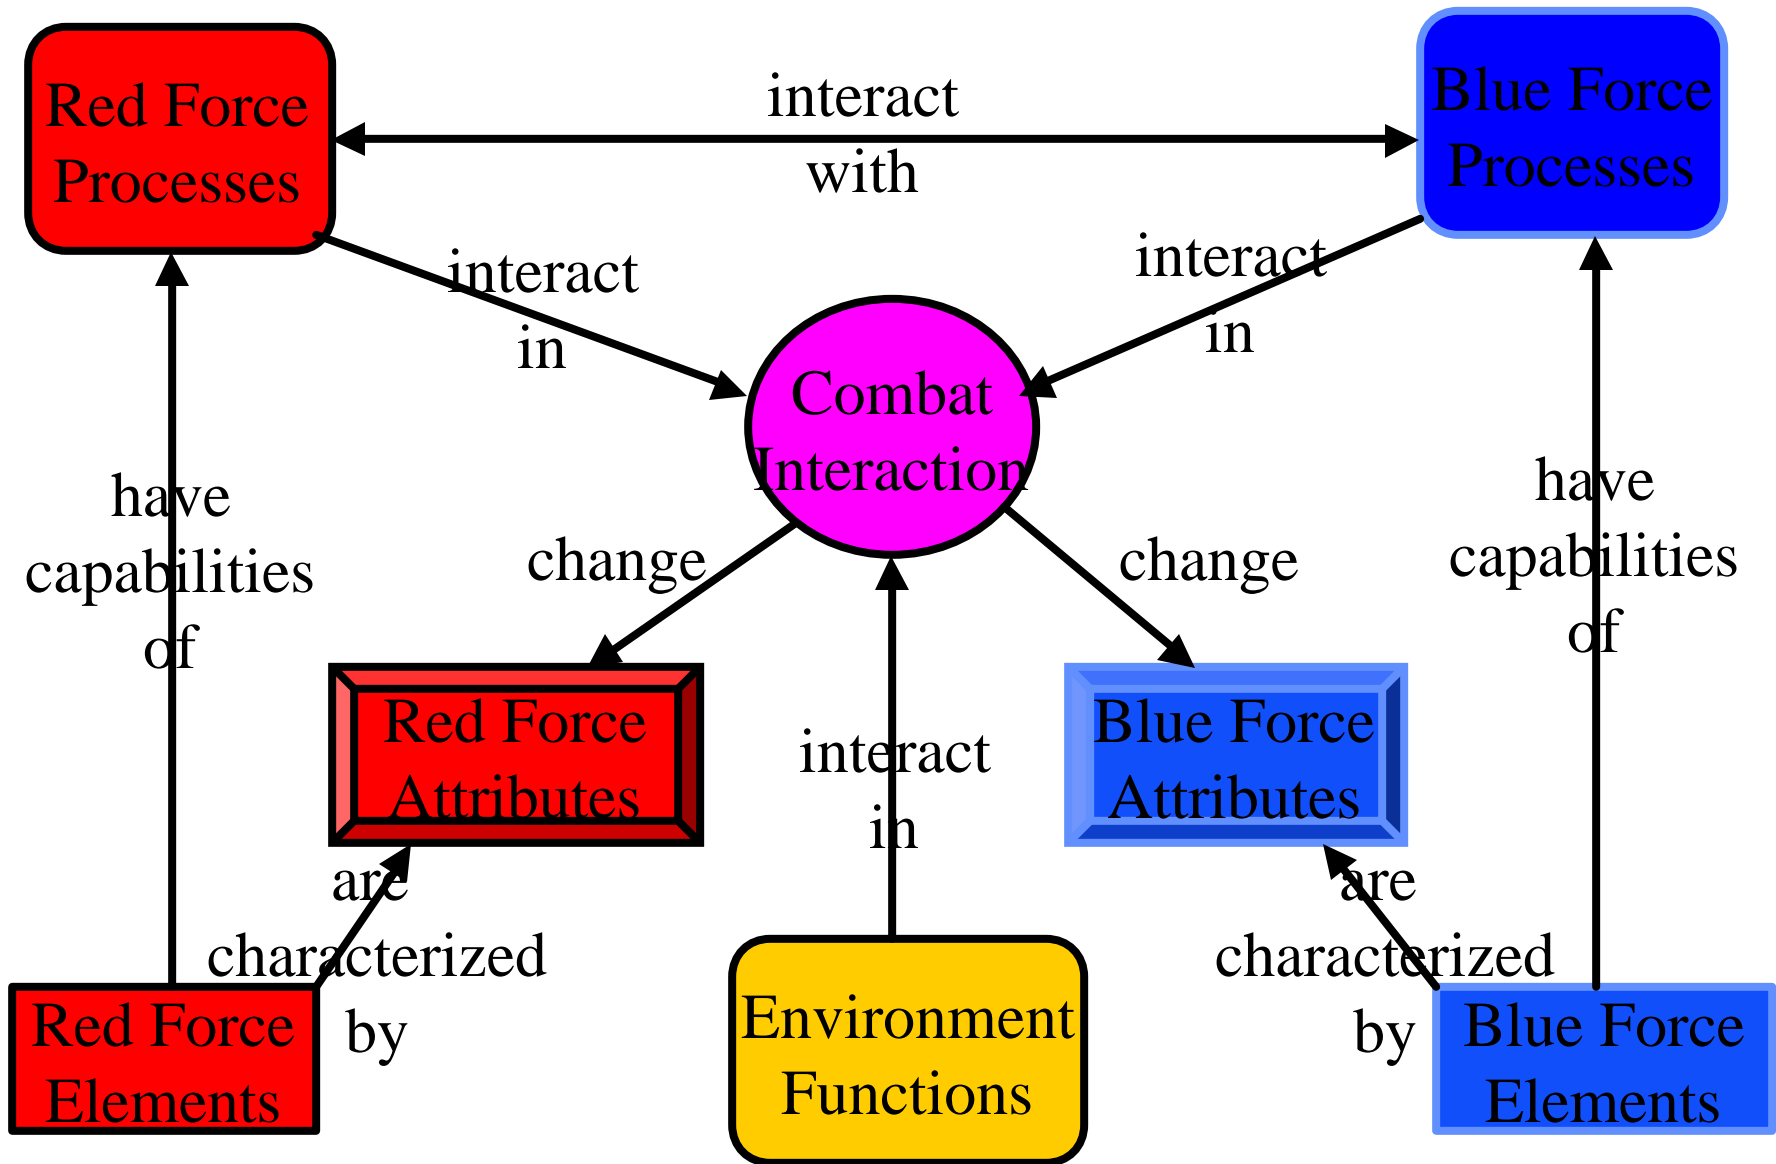 Red Force
Processes
interact
with
Blue Force
Processes
interact
in
interact
in
Combat
Interaction
have
capabilities
of
change
change
have
capabilities
of
Red Force
Attributes
interact
in
Blue Force
Attributes
are
characterized
by
are
characterized
by
Red Force
Elements
Environment
Functions
Blue Force
Elements